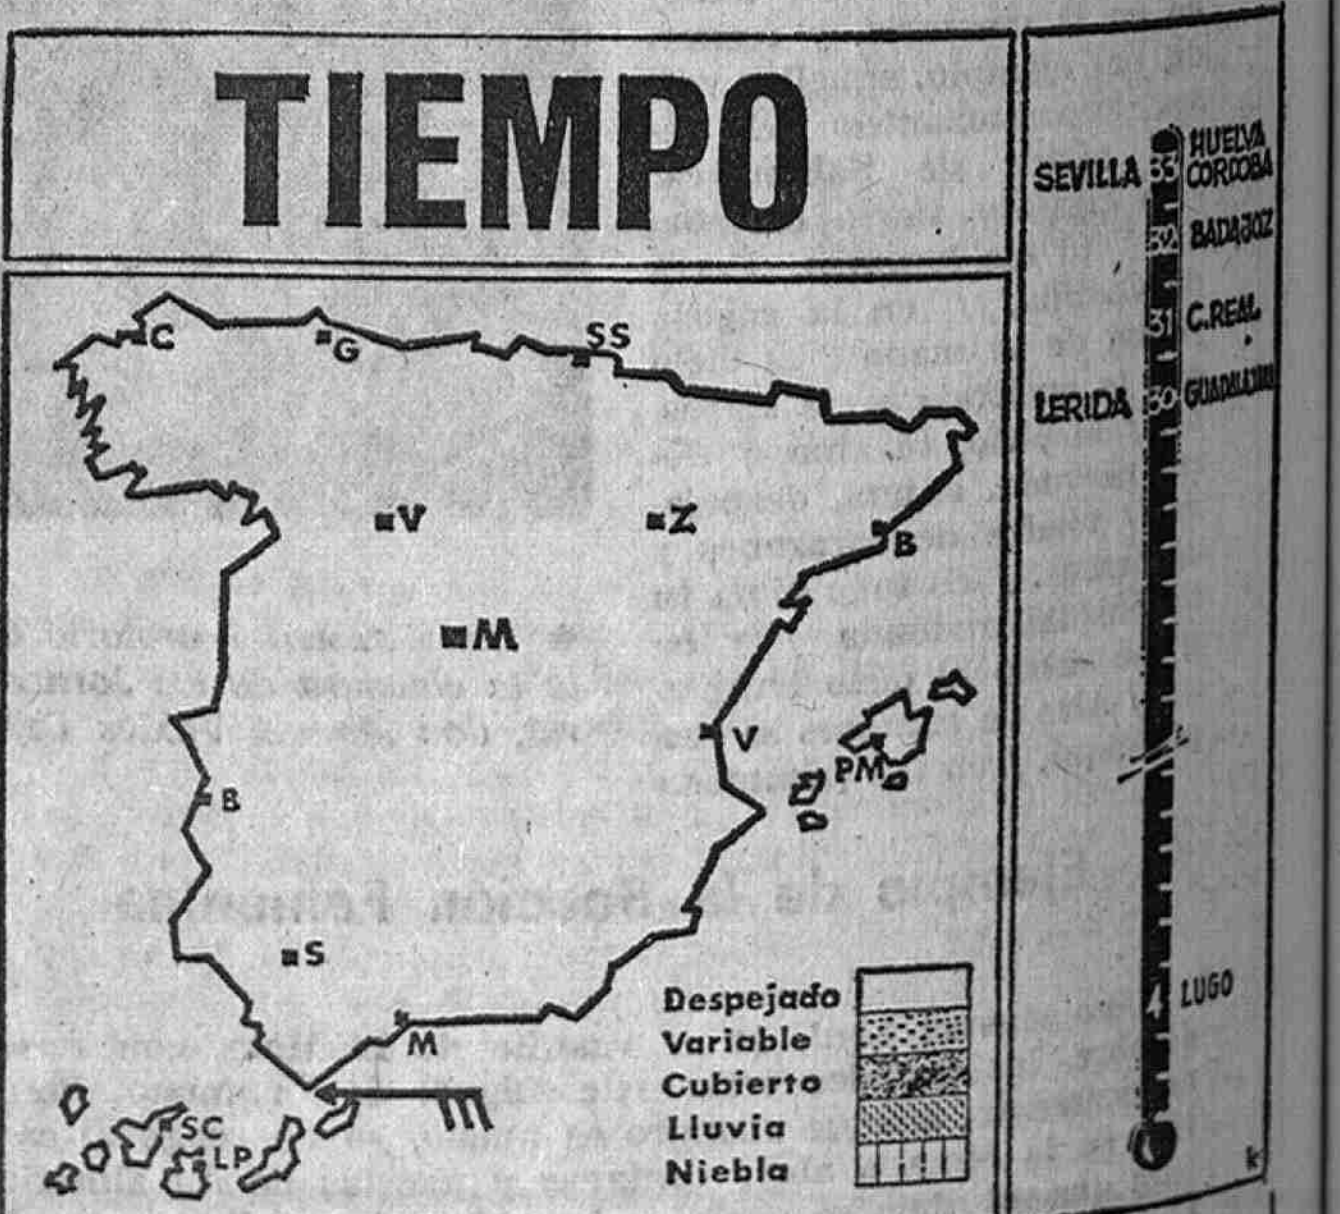 TIEMPO
C
G
SS
V
Z
B
M
V
PM
B
S
M
SC
LP
Despejado
Variable
Cubierto
Lluvia
Niebla
HUELVA
SEVILLA 33 CORDOBA
32 BADAJOZ
31 C.REAL
LERIDA 30 GUADALAJARA
4 LUGO
k